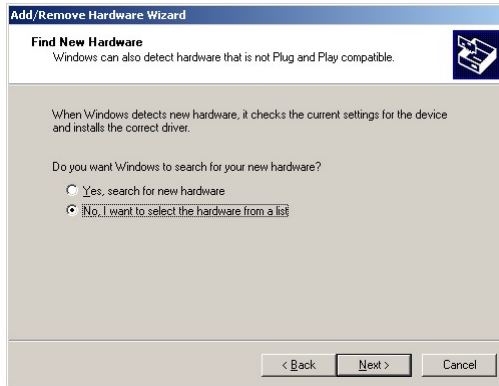 Add/Remove Hardware Wizard
Find New Hardware
Windows can also detect hardware that is not Plug and Play compatible.
When Windows detects new hardware, it checks the current settings for the device
and installs the correct driver.
Do you want Windows to search for your new hardware?
Yes, search for new hardware
No, I want to select the hardware from a list
< Back
Next >
Cancel